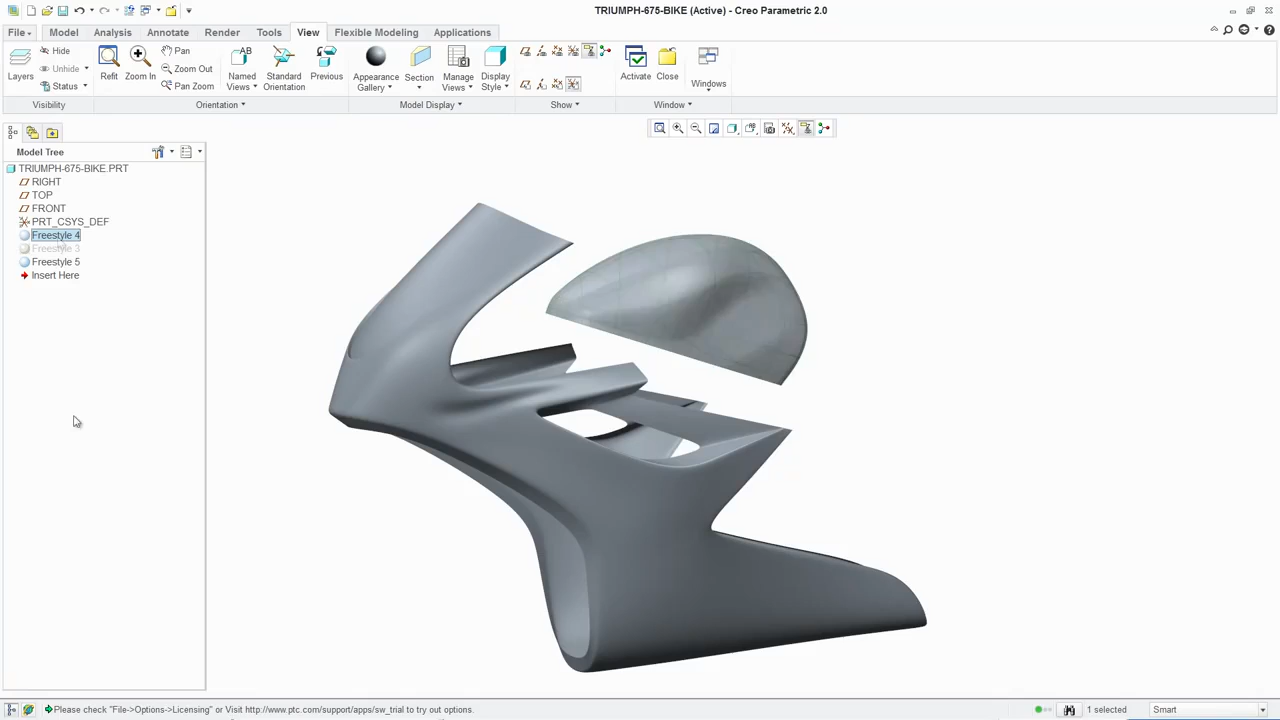 TRIUMPH-675-BIKE (Active) - Creo Parametric 2.0
File Model Analysis Annotate Render Tools View Flexible Modeling Applications
Layers
Hide
Unhide
Status
Visibility
Refit
Zoom In
Pan
Zoom Out
Pan Zoom
Named Views
Standard Orientation
Previous
Orientation
Appearance Gallery
Section
Manage Views
Display Style
Model Display
Show
Activate
Close
Windows
Window
Model Tree
TRIUMPH-675-BIKE.PRT
RIGHT
TOP
FRONT
PRT_CSYS_DEF
Freestyle 4
Freestyle 3
Freestyle 5
Insert Here
Please check "File->Options->Licensing" or Visit http://www.ptc.com/support/apps/sw_trial to try out options.
1 selected
Smart